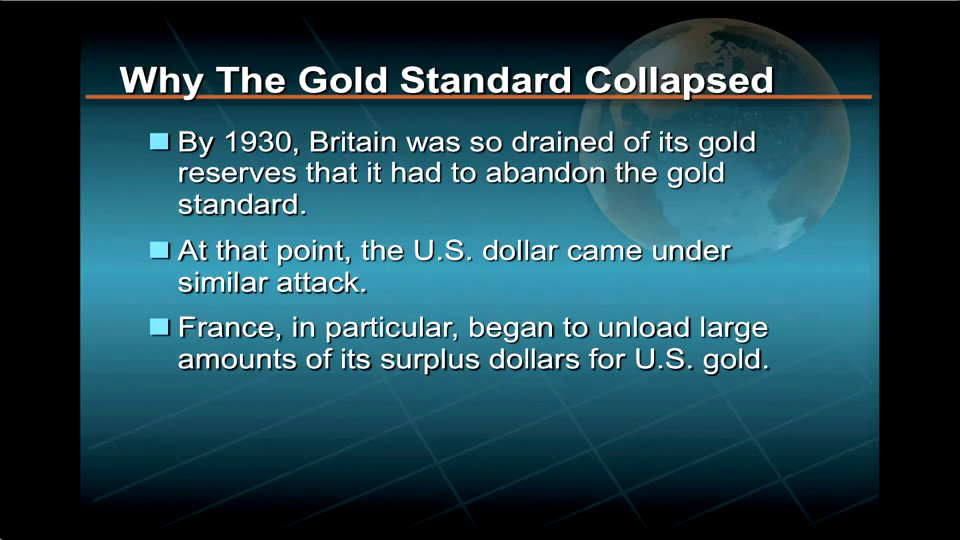 Why The Gold Standard Collapsed
By 1930, Britain was so drained of its gold
reserves that it had to abandon the gold
standard.
At that point, the U.S. dollar came under
similar attack.
France, in particular, began to unload large
amounts of its surplus dollars for U.S. gold.